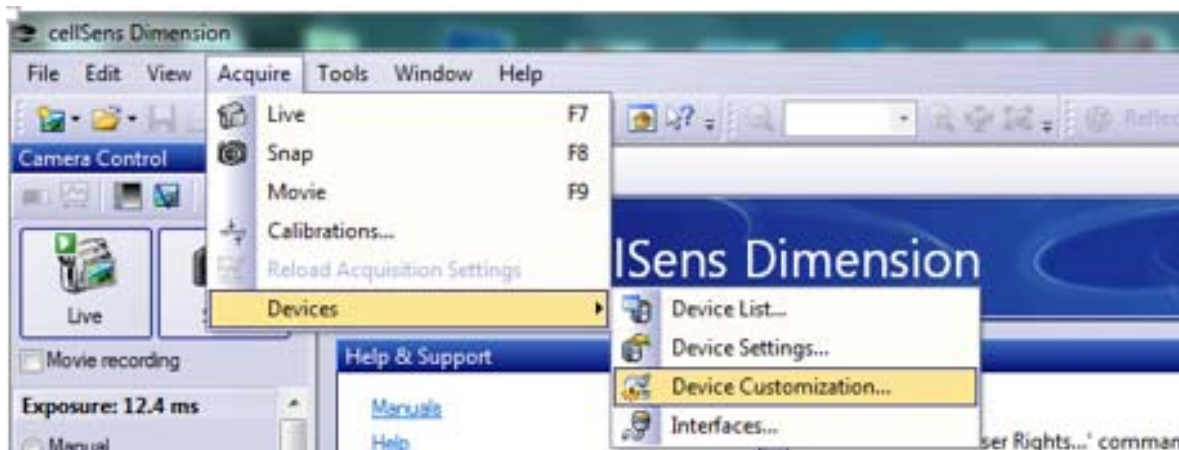 cellSens Dimension
File Edit View Acquire Tools Window Help
Live F7
Snap F8
Movie F9
Calibrations...
Reload Acquisition Settings
Devices
Device List...
Device Settings...
Device Customization...
Interfaces...
Camera Control
Live
Movie recording
Exposure: 12.4 ms
Manual
lSens Dimension
Help & Support
Manuals
Help
ser Rights...' comman